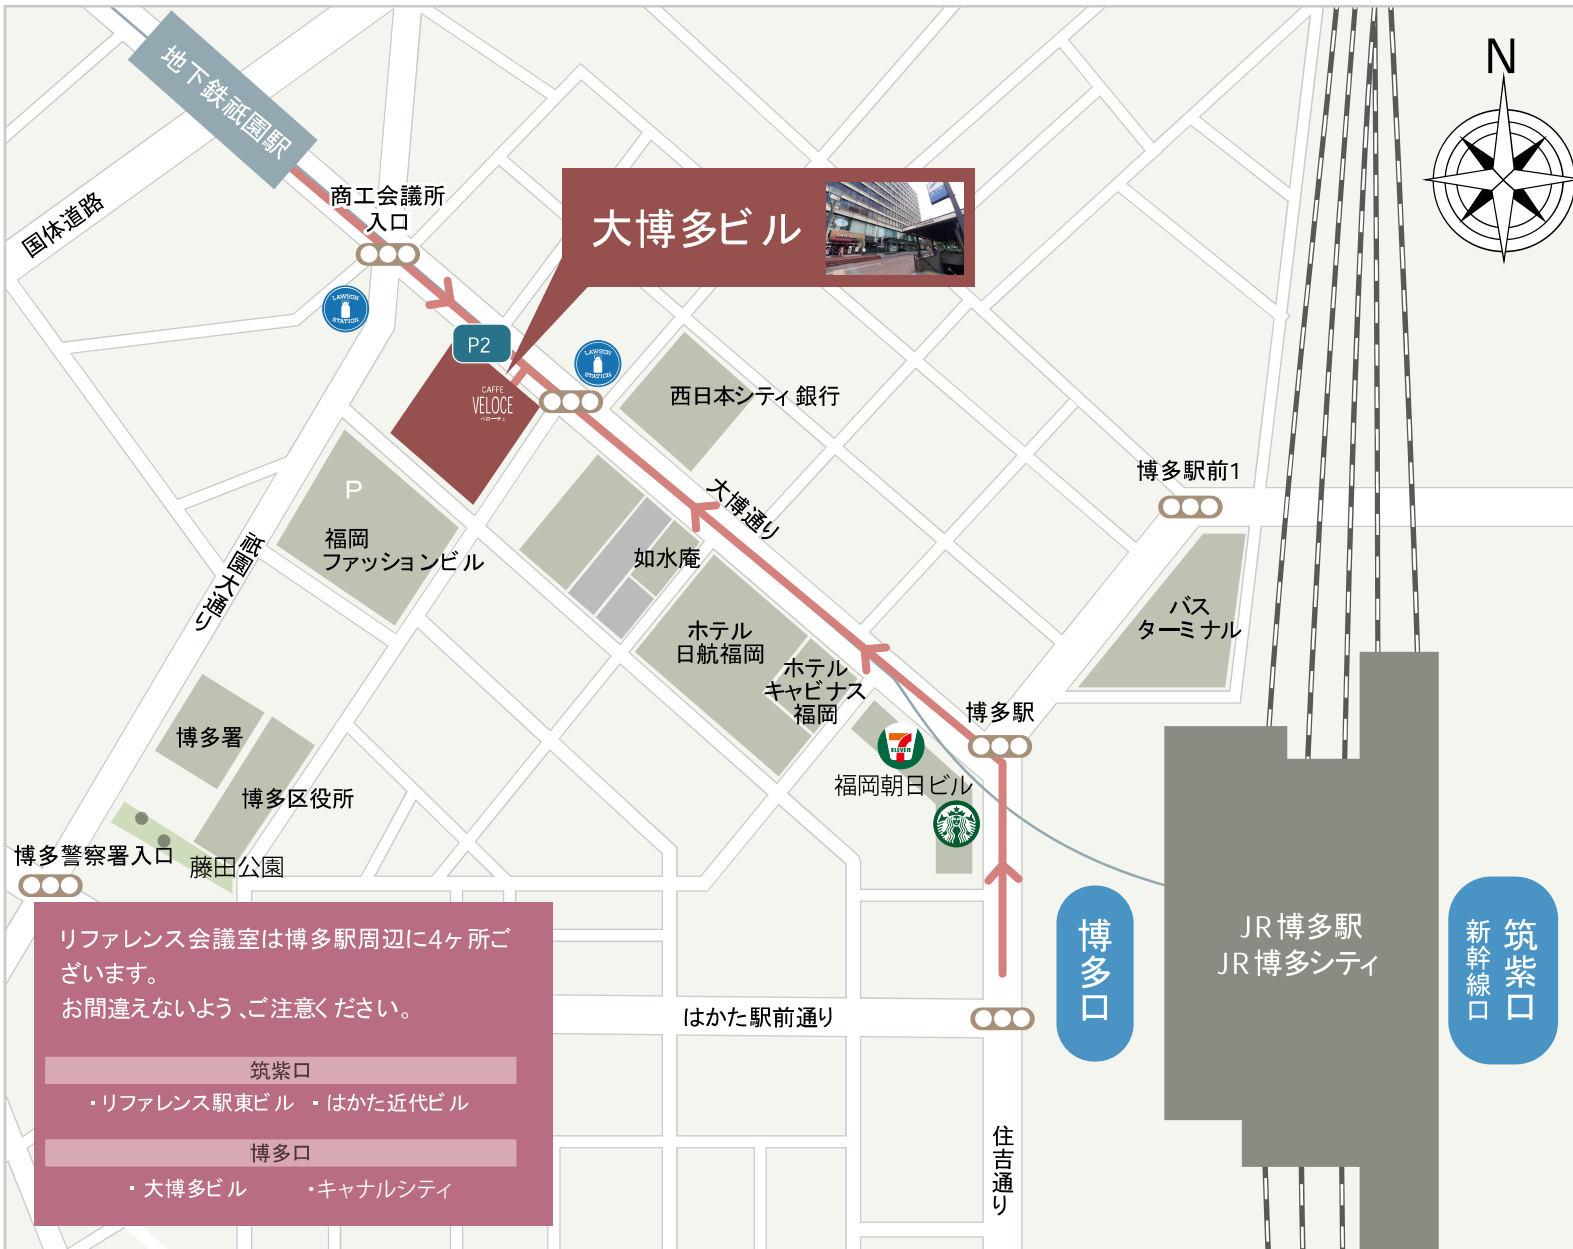 地下鉄祇園駅
N
商工会議所
入口
国体道路
大博多ビル
LAWSON
STATION
P2
LAWSON
STATION
CAFFE
VELOCE
ベローチェ
西日本シティ銀行
P
福岡
ファッションビル
祇園大通り
大博通り
博多駅前1
如水庵
バス
ターミナル
ホテル
日航福岡
ホテル
キャビナス
福岡
博多駅
博多署
7
ELEVEN
福岡朝日ビル
博多区役所
博多警察署入口
藤田公園
リファレンス会議室は博多駅周辺に4ヶ所ご
ざいます。
お間違えないよう、ご注意ください。
筑紫口
・リファレンス駅東ビル ・はかた近代ビル
博多口
・大博多ビル ・キャナルシティ
はかた駅前通り
住吉通り
博多口
JR博多駅
JR博多シティ
筑紫口
新幹線口